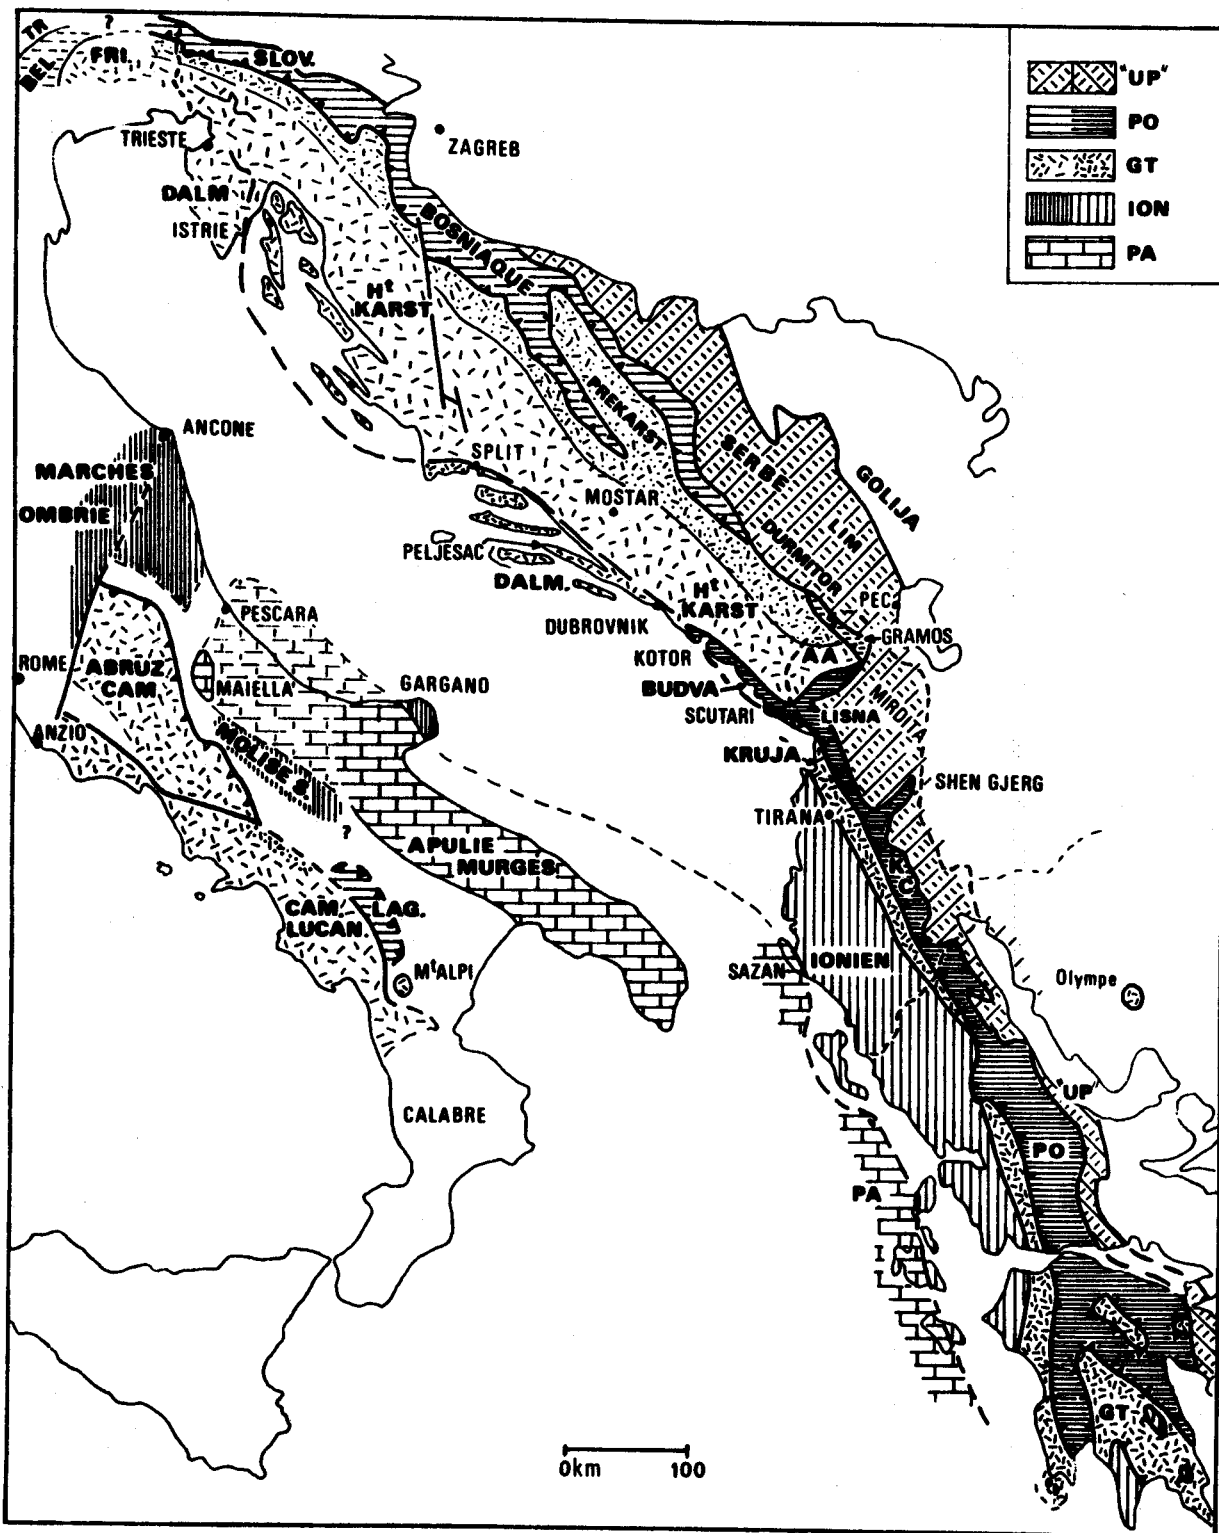 TR
?
BEL
FRI.
SLOV.
"UP"
PO
GT
ION
PA
TRIESTE
ZAGREB
DALM
ISTRIE
BOSNIAQUE
Ht
KARST
PREKARST
ANCONE
MARCHES
OMBRIE
SPLIT
MOSTAR
SERBE
GOLIJA
LIM
DURMITOR
PELJESAC
DALM.
Ht
KARST
PEC
PESCARA
DUBROVNIK
GRAMOS
KOTOR
AA
ROME
ABRUZ
CAM
MAIELLA
GARGANO
BUDVA
MIRDITA
SCUTARI
LISNA
ANZIO
MOLISE S.
KRUJA
SHEN GJERG
TIRANA
?
APULIE
MURGES
K.
C.
CAM.
LUCAN.
LAG.
MtALPI
SAZAN
IONIEN
Olympe
"UP"
CALABRE
PO
PA
I
GT
0km 100